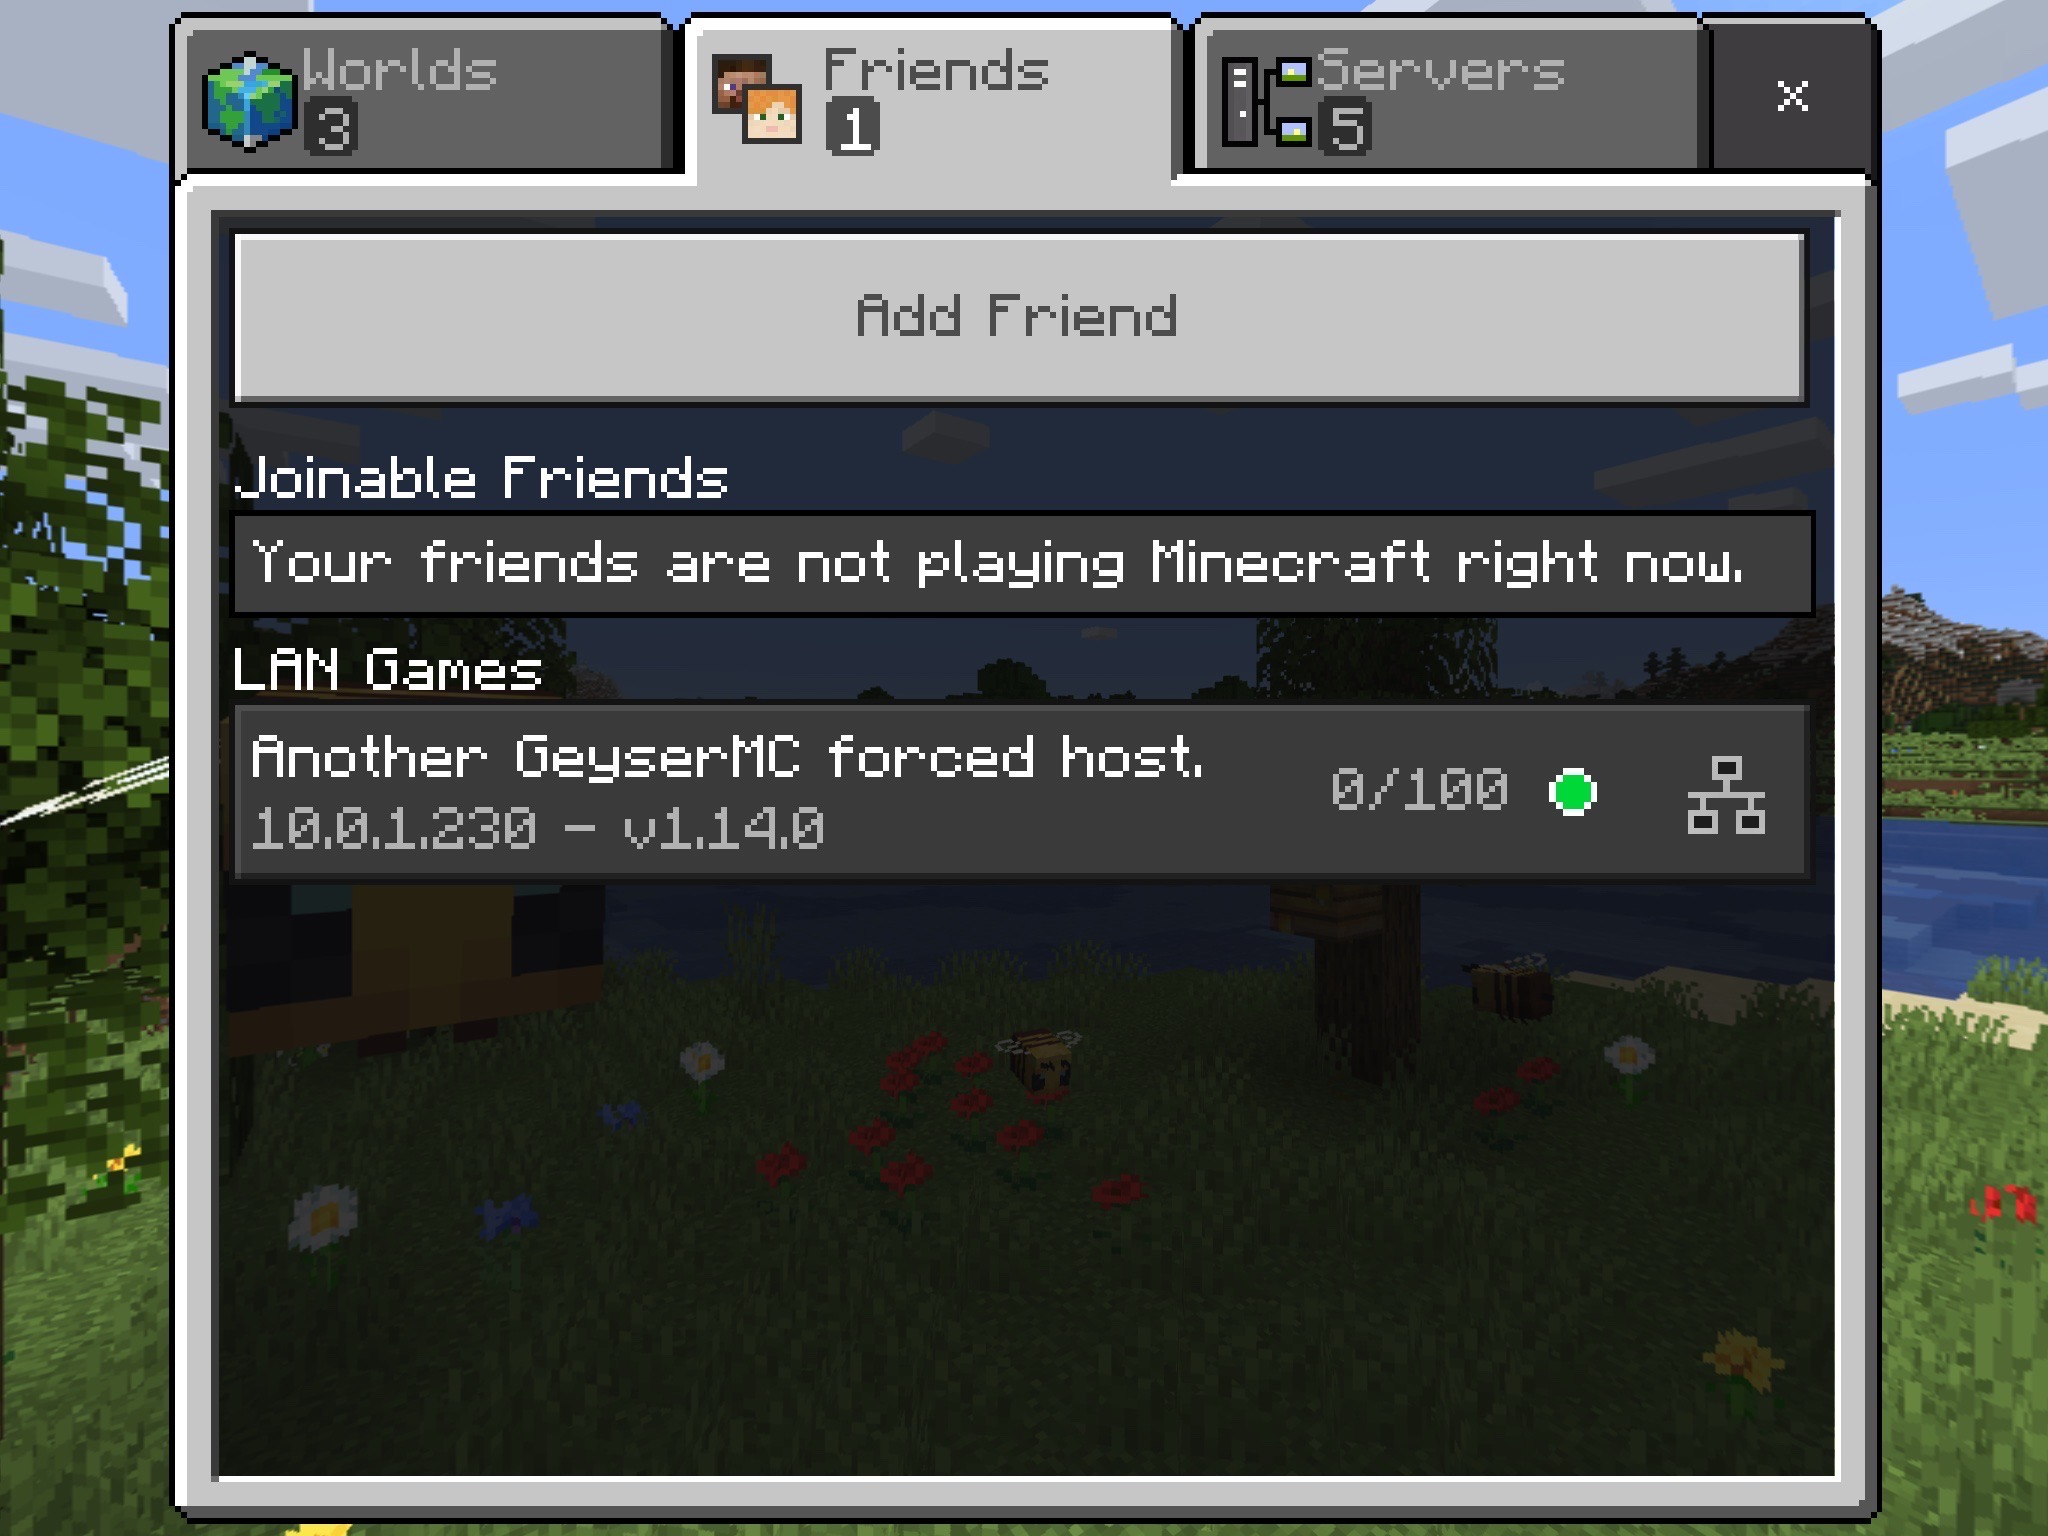 Worlds
3
Friends
1
Servers
5
x
Add Friend
Joinable Friends
Your friends are not playing Minecraft right now.
LAN Games
Another GeyserMC forced host.
10.0.1.230 - v1.14.0
0/100